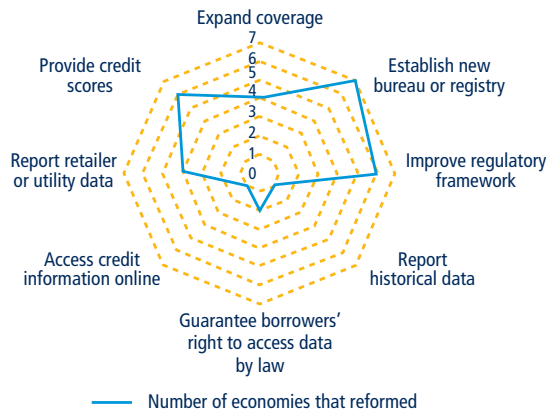 Expand coverage
7
6
5
4
3
2
1
0
Provide credit
scores
Establish new
bureau or registry
Report retailer
or utility data
Improve regulatory
framework
Access credit
information online
Report
historical data
Guarantee borrowers’
right to access data
by law
Number of economies that reformed